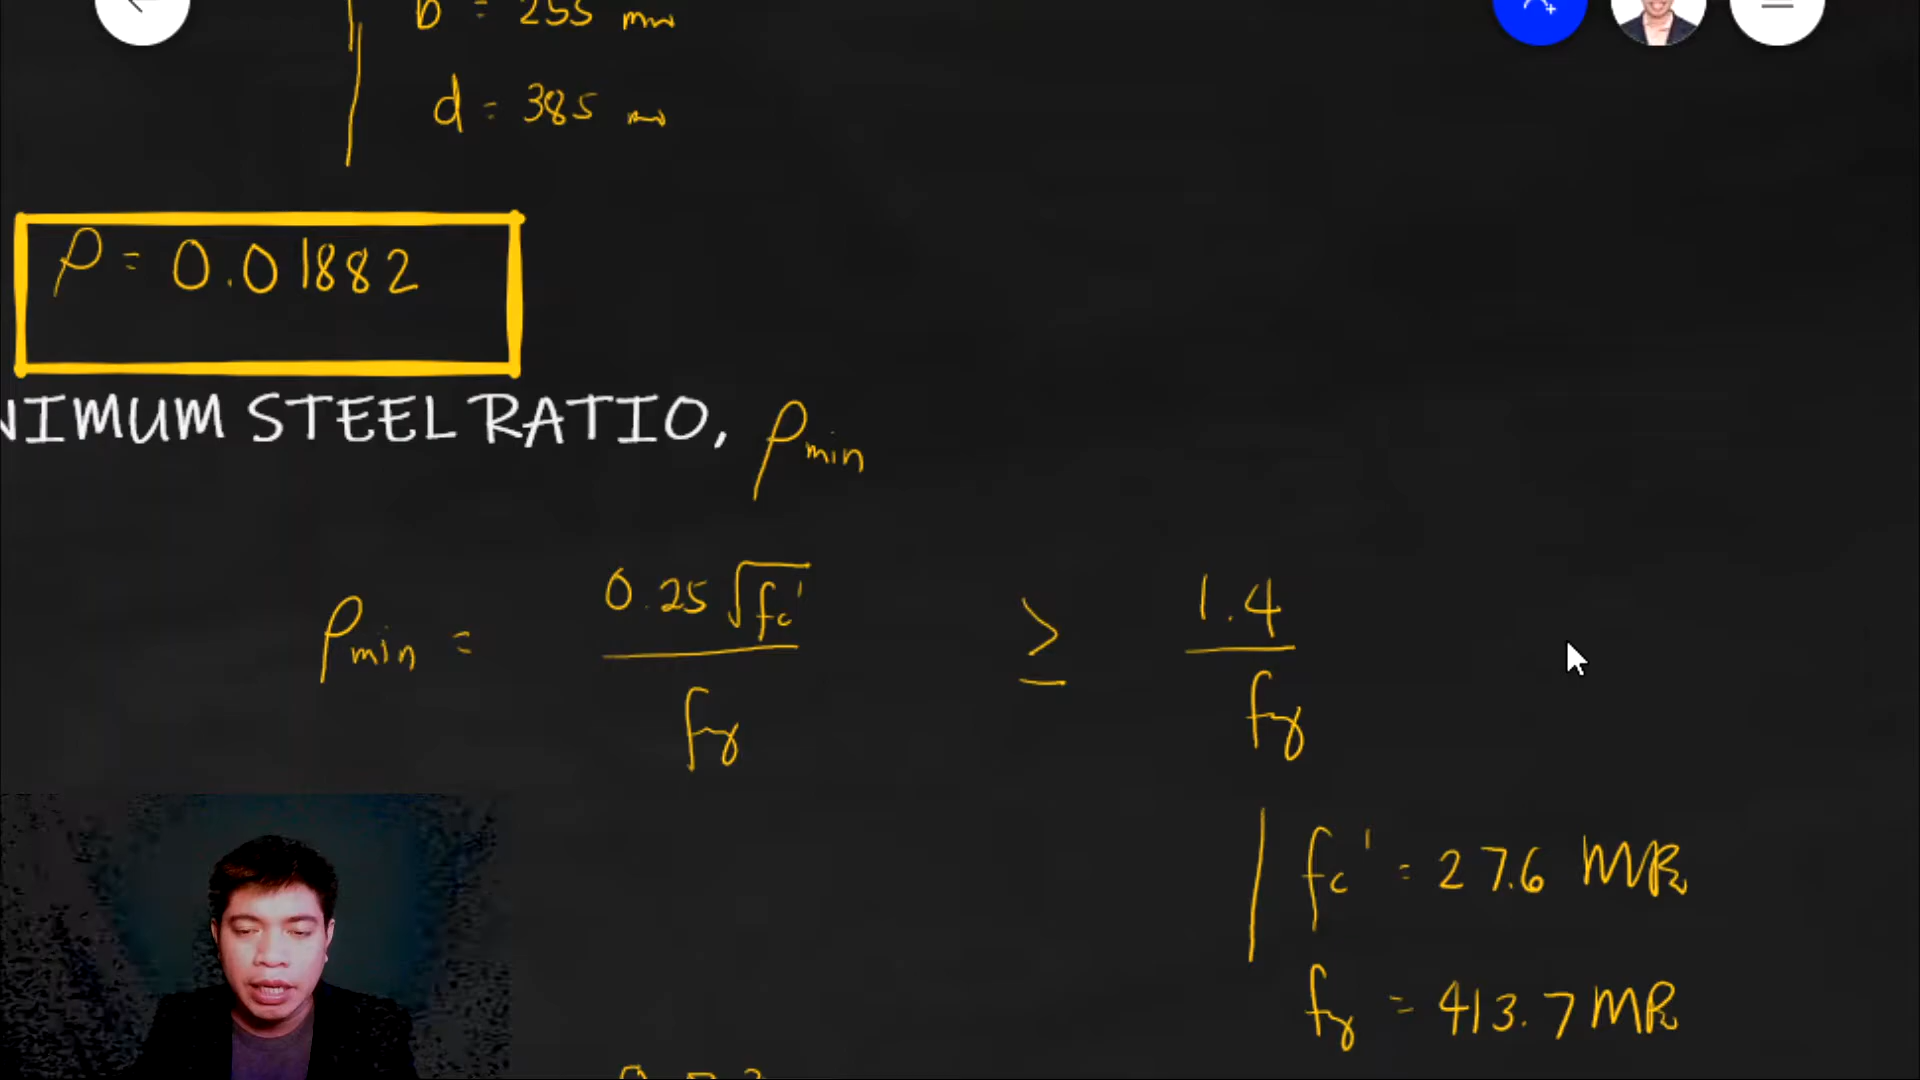 b = 255 mm
d = 385 mm
ρ = 0.01882
NIMUM STEEL RATIO, ρmin
ρmin = 0.25 √fc' / fy ≥ 1.4 / fy
fc' = 27.6 MPa
fy = 413.7 MPa